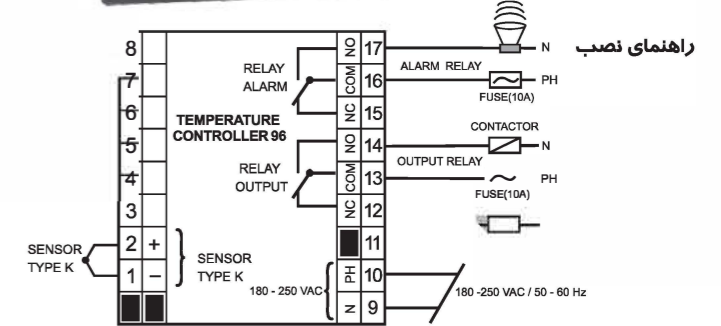 راهنمای نصب
8
7
6
5
4
3
2 +
1 –
SENSOR
TYPE K
SENSOR
TYPE K
TEMPERATURE
CONTROLLER 96
RELAY
ALARM
RELAY
OUTPUT
NO 17
COM 16
NC 15
NO 14
COM 13
NC 12
11
PH 10
N 9
180 - 250 VAC
N
ALARM RELAY
PH
FUSE(10A)
CONTACTOR
N
OUTPUT RELAY
PH
FUSE(10A)
180 -250 VAC / 50 - 60 Hz